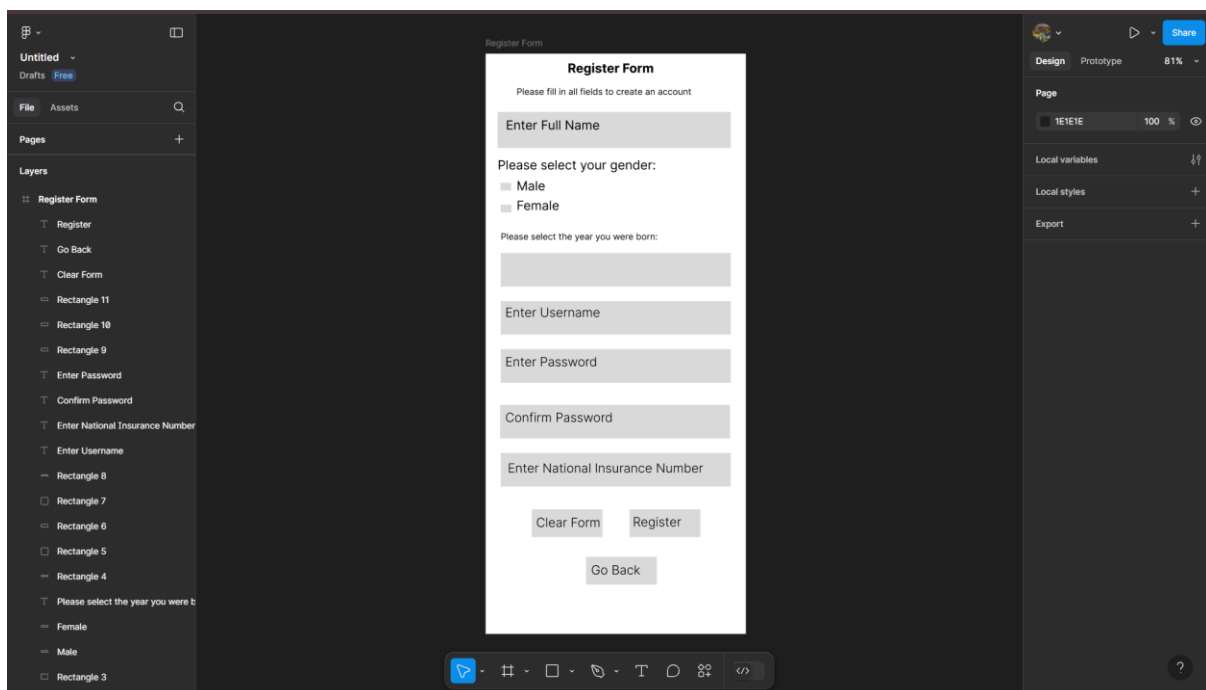 Untitled
Drafts Free
File Assets
Pages
Layers
Register Form
Register
Go Back
Clear Form
Rectangle 11
Rectangle 10
Rectangle 9
Enter Password
Confirm Password
Enter National Insurance Number
Enter Username
Rectangle 8
Rectangle 7
Rectangle 6
Rectangle 5
Rectangle 4
Please select the year you were b
Female
Male
Rectangle 3
Register Form
Register Form
Please fill in all fields to create an account
Enter Full Name
Please select your gender:
Male
Female
Please select the year you were born:
Enter Username
Enter Password
Confirm Password
Enter National Insurance Number
Clear Form Register
Go Back
Share
Design Prototype 81%
Page
1E1E1E 100 %
Local variables
Local styles
Export
?